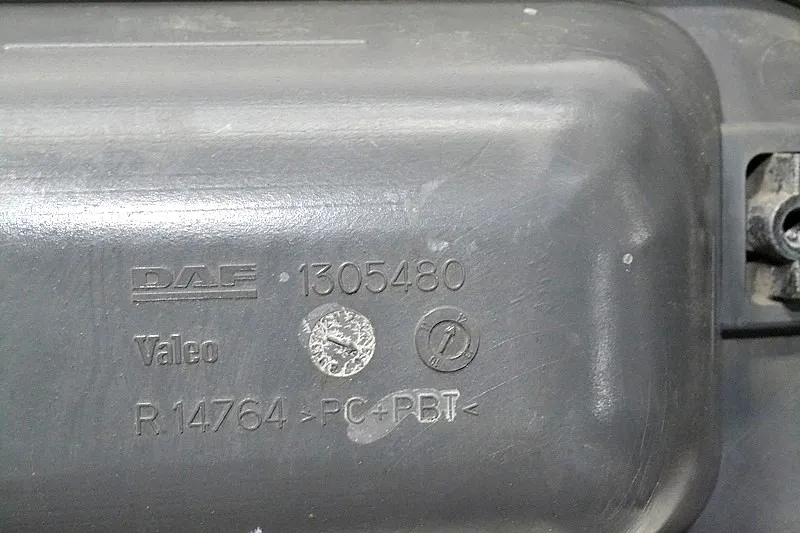 DAF 1305480
Valeo
R.14764 >PC+PBT<